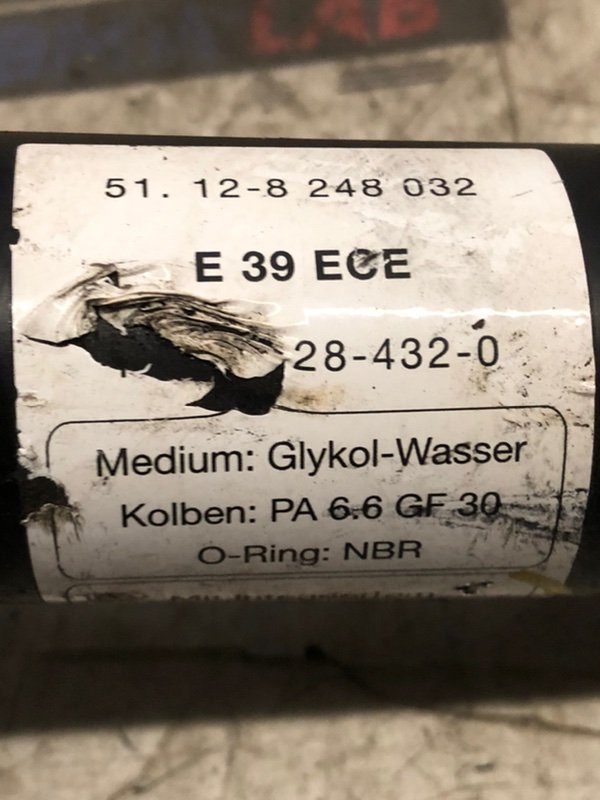 LAB
51. 12-8 248 032
E 39 ECE
28-432-0
Medium: Glykol-Wasser
Kolben: PA 6.6 GF 30
O-Ring: NBR